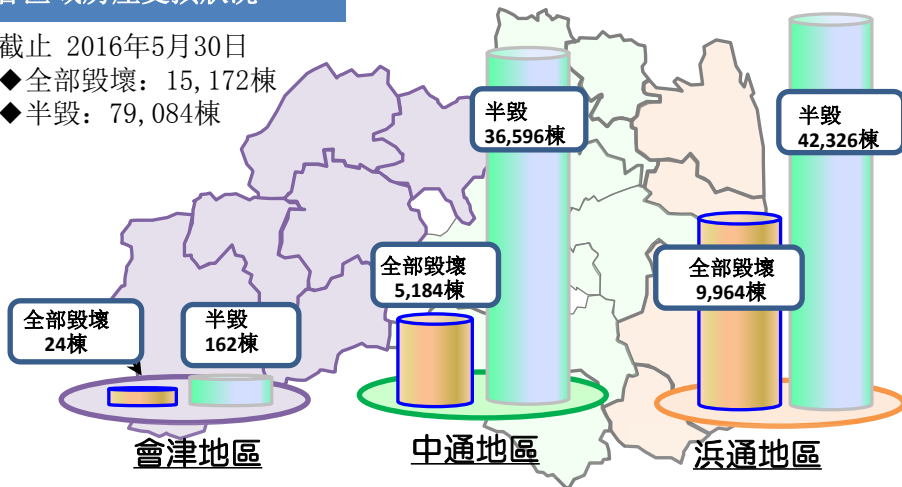 截止 2016年5月30日
◆全部毀壞：15,172棟
◆半毀：79,084棟
半毀
36,596棟
半毀
42,326棟
全部毀壞
5,184棟
全部毀壞
9,964棟
全部毀壞
24棟
半毀
162棟
會津地區
中通地區
浜通地區